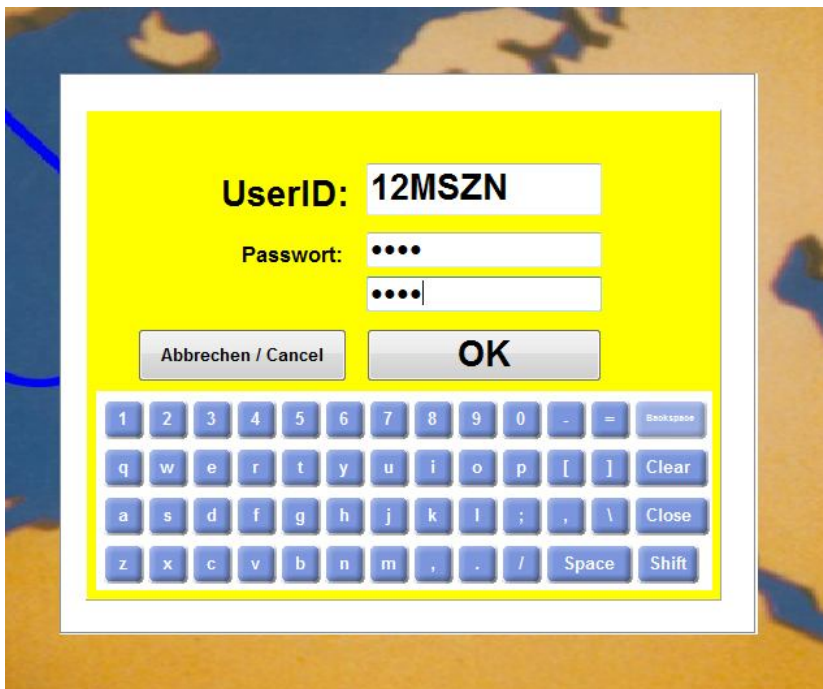 UserID: 12MSZN
Passwort: ••••
••••
Abbrechen / Cancel OK
1 2 3 4 5 6 7 8 9 0 - = Backspace
q w e r t y u i o p [ ] Clear
a s d f g h j k l ; , \ Close
z x c v b n m , . / Space Shift